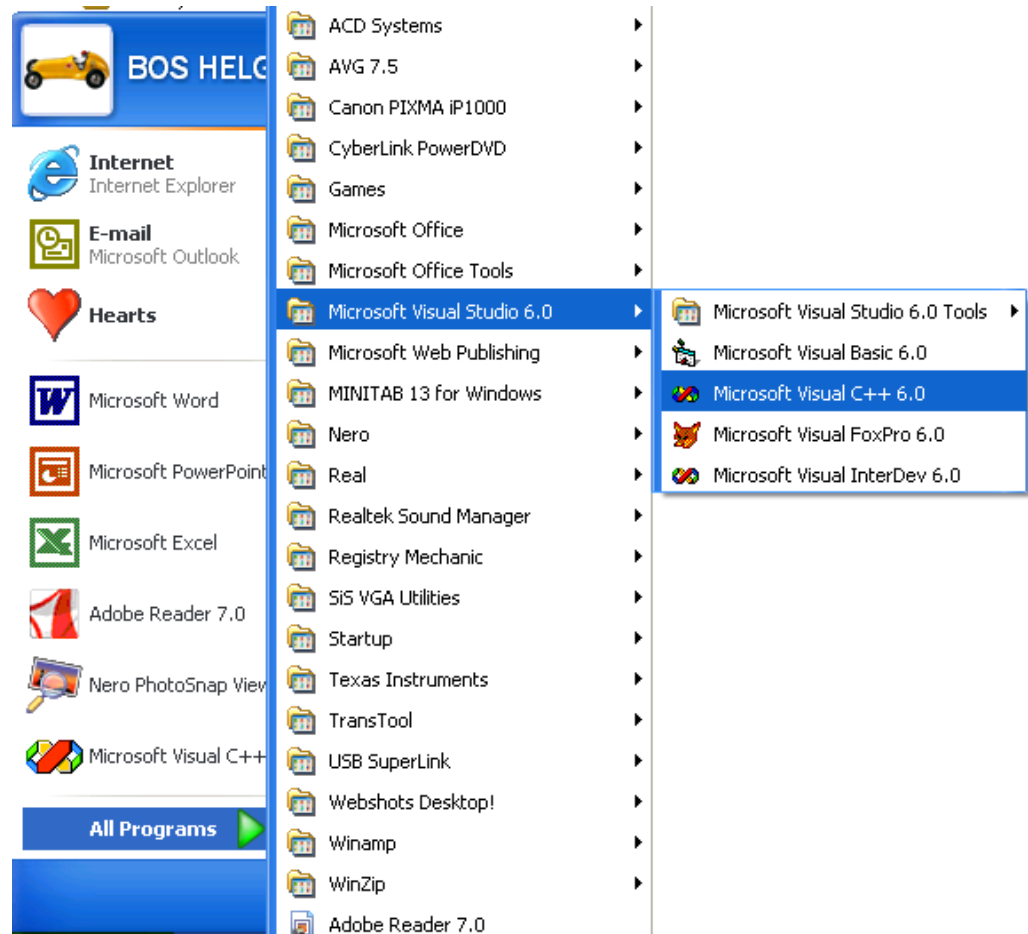 BOS HELG
Internet
Internet Explorer
E-mail
Microsoft Outlook
Hearts
Microsoft Word
Microsoft PowerPoint
Microsoft Excel
Adobe Reader 7.0
Nero PhotoSnap View
Microsoft Visual C++
All Programs
ACD Systems
AVG 7.5
Canon PIXMA iP1000
CyberLink PowerDVD
Games
Microsoft Office
Microsoft Office Tools
Microsoft Visual Studio 6.0
Microsoft Web Publishing
MINITAB 13 for Windows
Nero
Real
Realtek Sound Manager
Registry Mechanic
SiS VGA Utilities
Startup
Texas Instruments
TransTool
USB SuperLink
Webshots Desktop!
Winamp
WinZip
Adobe Reader 7.0
Microsoft Visual Studio 6.0 Tools
Microsoft Visual Basic 6.0
Microsoft Visual C++ 6.0
Microsoft Visual FoxPro 6.0
Microsoft Visual InterDev 6.0